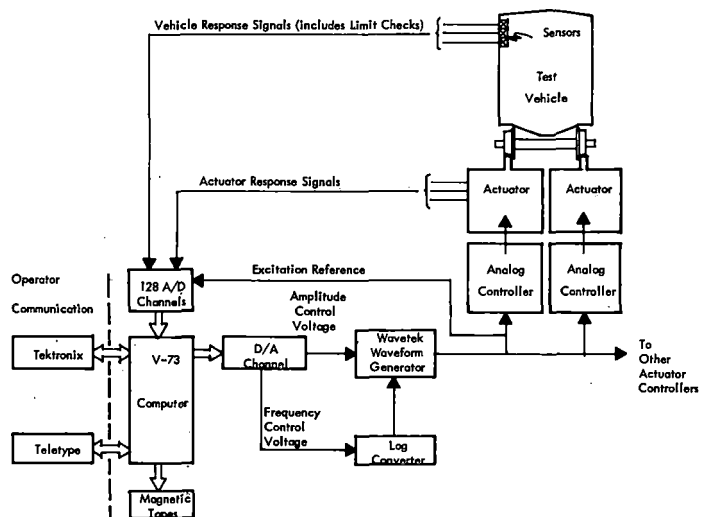 Vehicle Response Signals (includes Limit Checks)
Sensors
Test
Vehicle
Actuator Response Signals
Actuator
Actuator
Operator
Communication
128 A/D
Channels
Excitation Reference
Analog
Controller
Analog
Controller
Amplitude
Control
Voltage
Tektronix
V-73
Computer
D/A
Channel
Wavetek
Waveform
Generator
To
Other
Actuator
Controllers
Frequency
Control
Voltage
Teletype
Log
Converter
Magnetic
Tapes